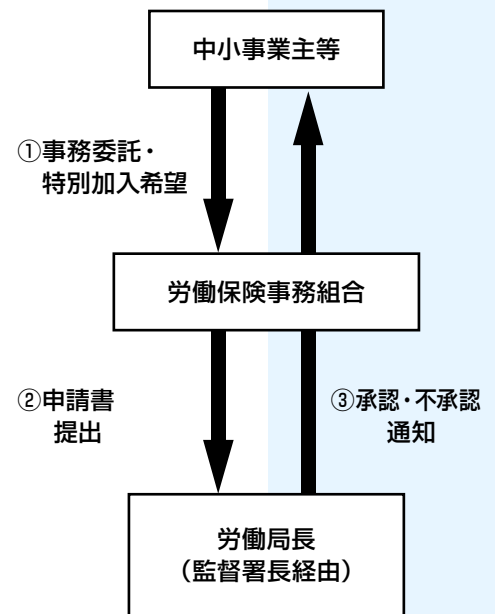 中小事業主等
①事務委託・
特別加入希望
労働保険事務組合
②申請書
提出
③承認・不承認
通知
労働局長
（監督署長経由）